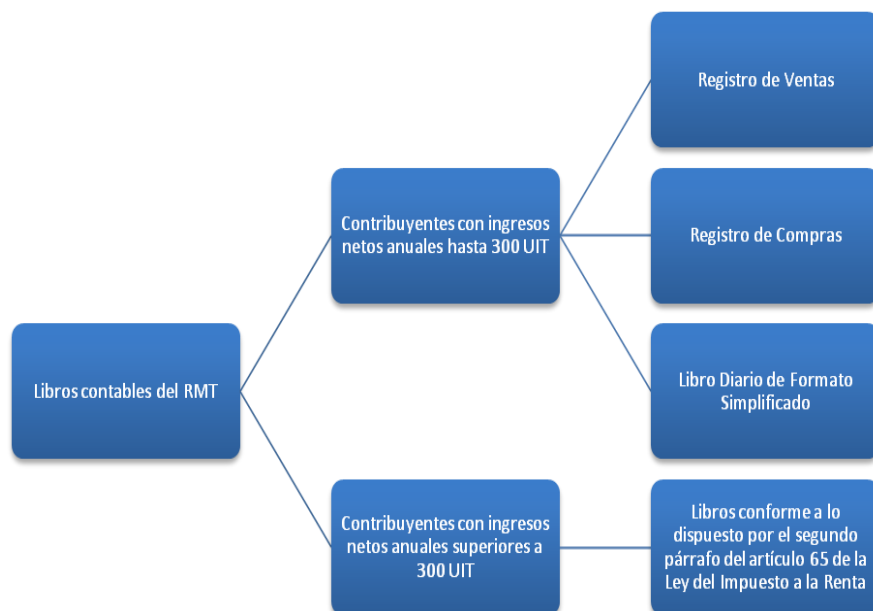 Libros contables del RMT
Contribuyentes con ingresos
netos anuales hasta 300 UIT
Registro de Ventas
Registro de Compras
Libro Diario de Formato
Simplificado
Contribuyentes con ingresos
netos anuales superiores a
300 UIT
Libros conforme a lo
dispuesto por el segundo
párrafo del artículo 65 de la
Ley del Impuesto a la Renta